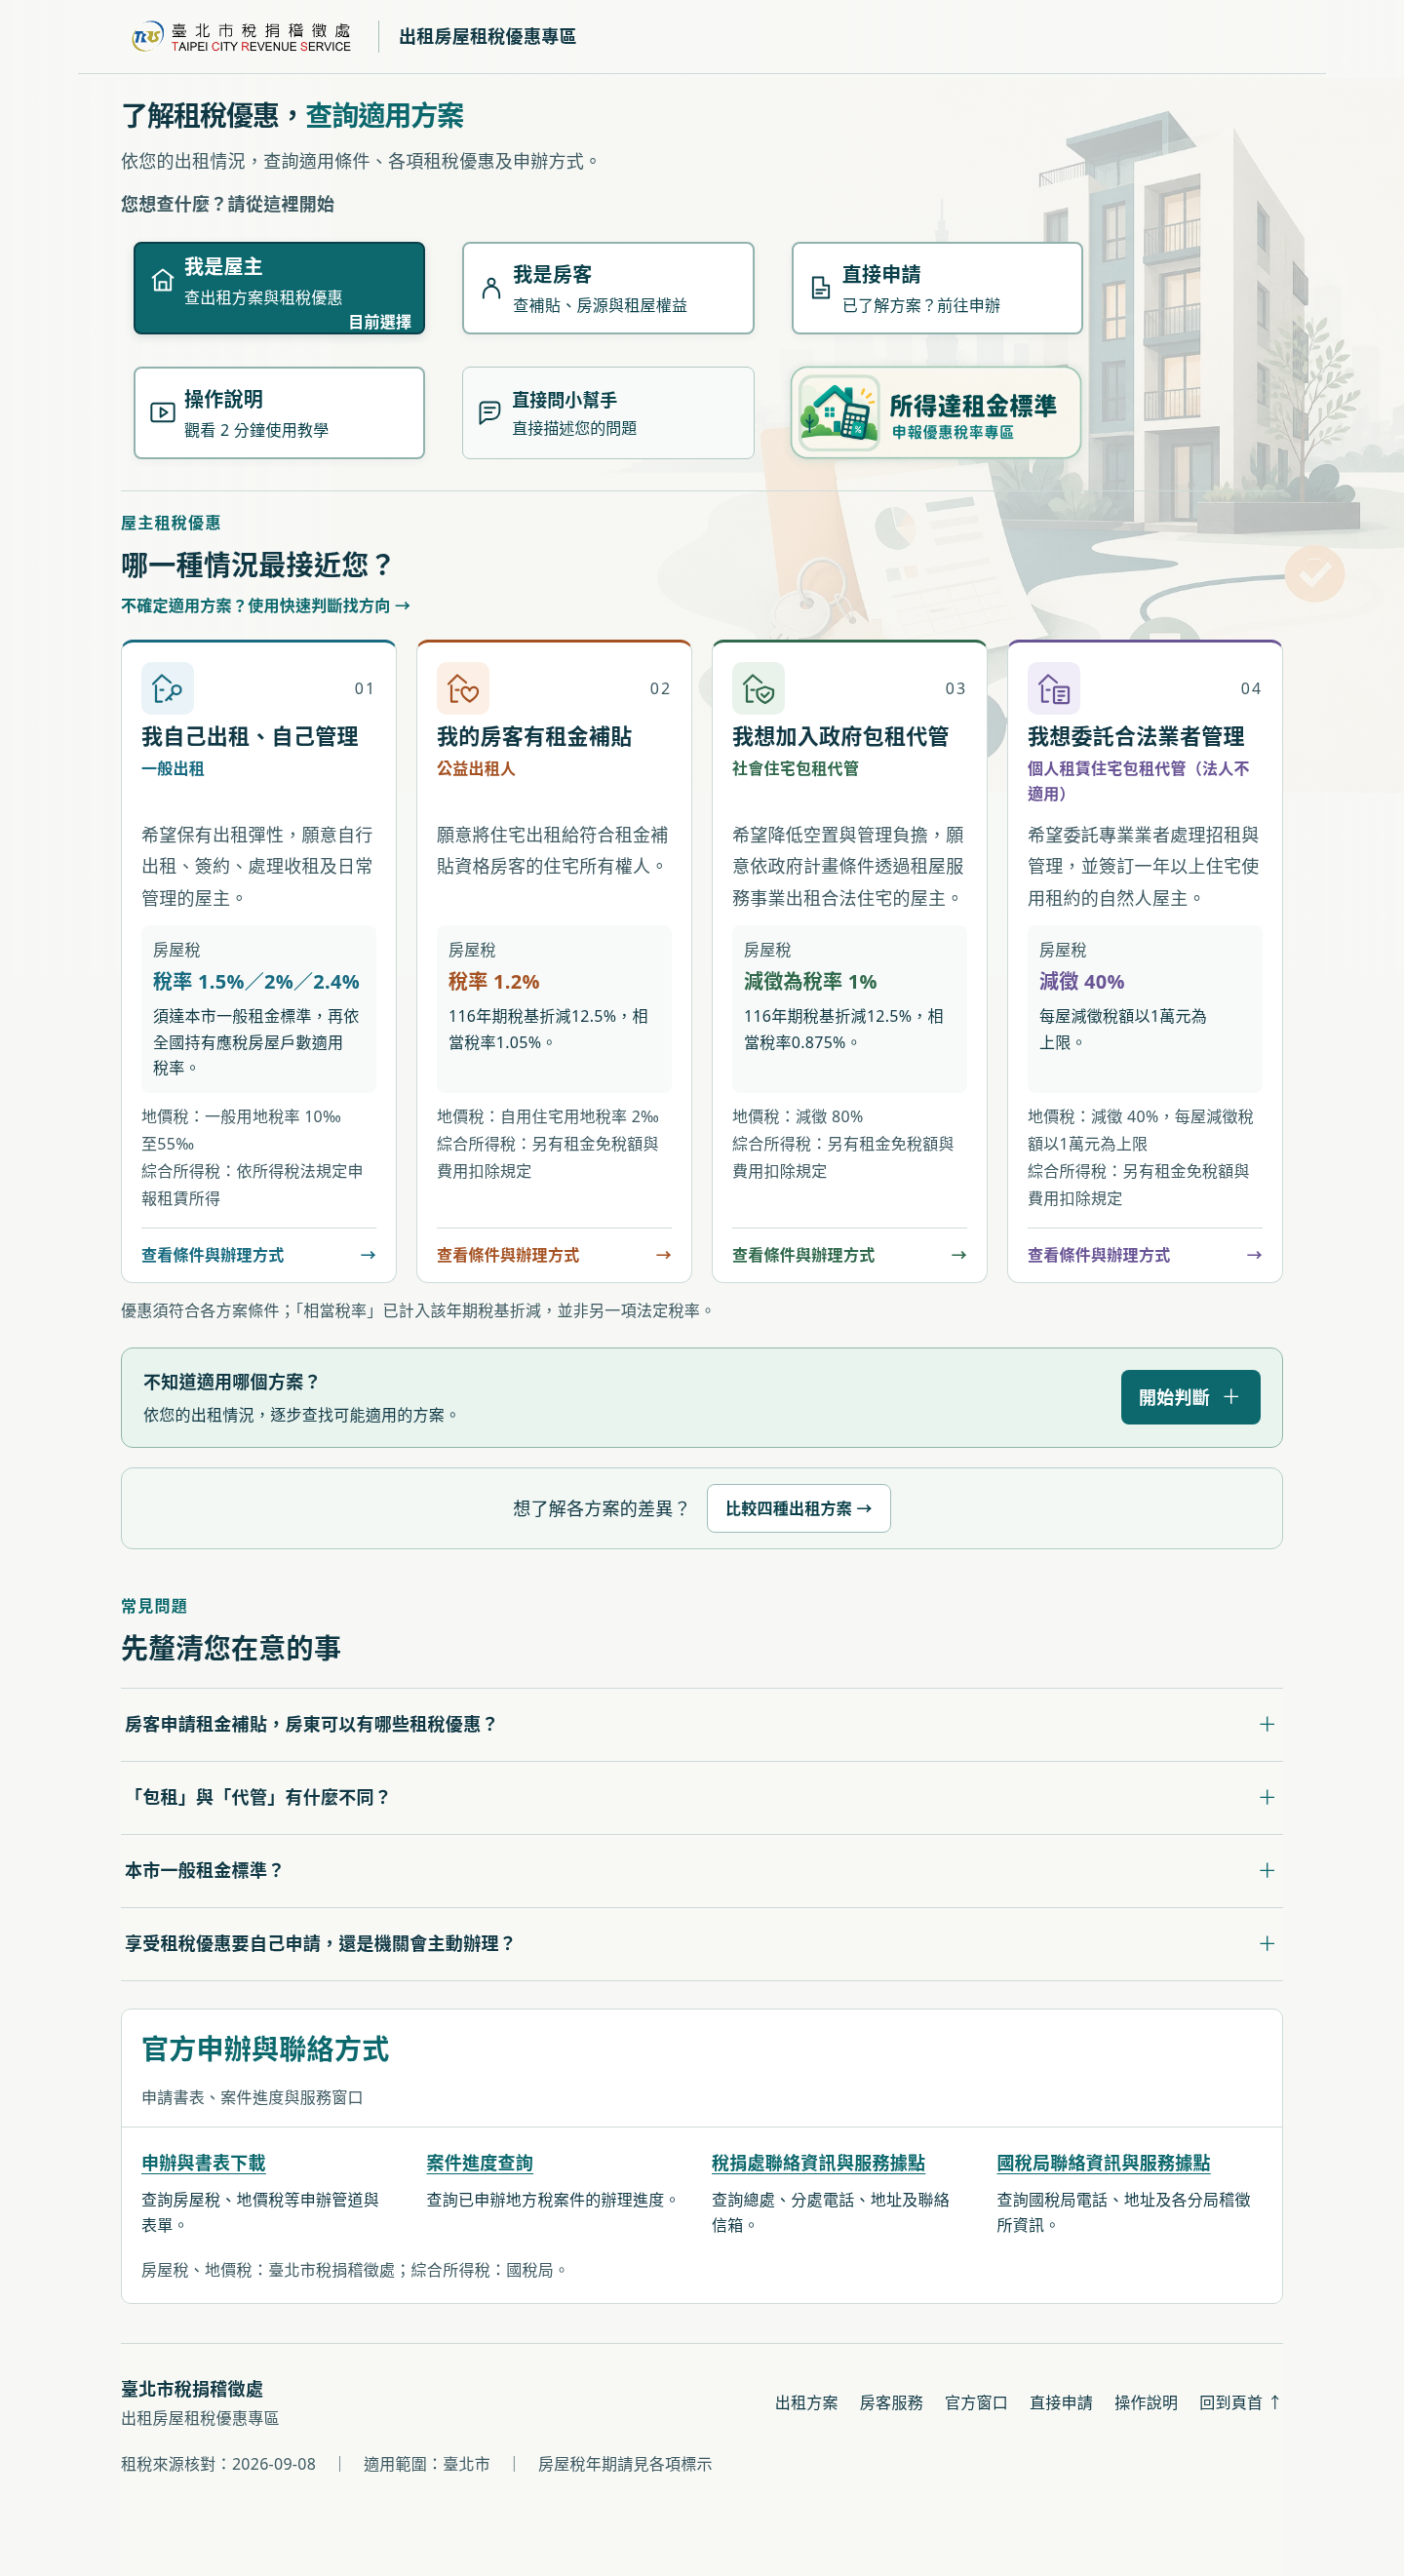 臺北市稅捐稽徵處
TAIPEI CITY REVENUE SERVICE
出租房屋租稅優惠專區
了解租稅優惠，查詢適用方案
依您的出租情況，查詢適用條件、各項租稅優惠及申辦方式。
您想查什麼？請從這裡開始
我是屋主
查出租方案與租稅優惠
目前選擇
我是房客
查補貼、房源與租屋權益
直接申請
已了解方案？前往申辦
操作說明
觀看 2 分鐘使用教學
直接問小幫手
直接描述您的問題
所得達租金標準
申報優惠稅率專區
屋主租稅優惠
哪一種情況最接近您？
不確定適用方案？使用快速判斷找方向 →
01
我自己出租、自己管理
一般出租
希望保有出租彈性，願意自行
出租、簽約、處理收租及日常
管理的屋主。
房屋稅
稅率 1.5%／2%／2.4%
須達本市一般租金標準，再依
全國持有應稅房屋戶數適用
稅率。
地價稅：一般用地稅率 10‰
至55‰
綜合所得稅：依所得稅法規定申
報租賃所得
查看條件與辦理方式 →
02
我的房客有租金補貼
公益出租人
願意將住宅出租給符合租金補
貼資格房客的住宅所有權人。
房屋稅
稅率 1.2%
116年期稅基折減12.5%，相
當稅率1.05%。
地價稅：自用住宅用地稅率 2‰
綜合所得稅：另有租金免稅額與
費用扣除規定
查看條件與辦理方式 →
03
我想加入政府包租代管
社會住宅包租代管
希望降低空置與管理負擔，願
意依政府計畫條件透過租屋服
務事業出租合法住宅的屋主。
房屋稅
減徵為稅率 1%
116年期稅基折減12.5%，相
當稅率0.875%。
地價稅：減徵 80%
綜合所得稅：另有租金免稅額與
費用扣除規定
查看條件與辦理方式 →
04
我想委託合法業者管理
個人租賃住宅包租代管（法人不
適用）
希望委託專業業者處理招租與
管理，並簽訂一年以上住宅使
用租約的自然人屋主。
房屋稅
減徵 40%
每屋減徵稅額以1萬元為
上限。
地價稅：減徵 40%，每屋減徵稅
額以1萬元為上限
綜合所得稅：另有租金免稅額與
費用扣除規定
查看條件與辦理方式 →
優惠須符合各方案條件；「相當稅率」已計入該年期稅基折減，並非另一項法定稅率。
不知道適用哪個方案？
依您的出租情況，逐步查找可能適用的方案。
開始判斷 ＋
想了解各方案的差異？
比較四種出租方案 →
常見問題
先釐清您在意的事
房客申請租金補貼，房東可以有哪些租稅優惠？ ＋
「包租」與「代管」有什麼不同？ ＋
本市一般租金標準？ ＋
享受租稅優惠要自己申請，還是機關會主動辦理？ ＋
官方申辦與聯絡方式
申請書表、案件進度與服務窗口
申辦與書表下載
查詢房屋稅、地價稅等申辦管道與
表單。
案件進度查詢
查詢已申辦地方稅案件的辦理進度。
稅捐處聯絡資訊與服務據點
查詢總處、分處電話、地址及聯絡
信箱。
國稅局聯絡資訊與服務據點
查詢國稅局電話、地址及各分局稽徵
所資訊。
房屋稅、地價稅：臺北市稅捐稽徵處；綜合所得稅：國稅局。
臺北市稅捐稽徵處
出租房屋租稅優惠專區
出租方案 房客服務 官方窗口 直接申請 操作說明 回到頁首 ↑
租稅來源核對：2026-09-08 ｜ 適用範圍：臺北市 ｜ 房屋稅年期請見各項標示